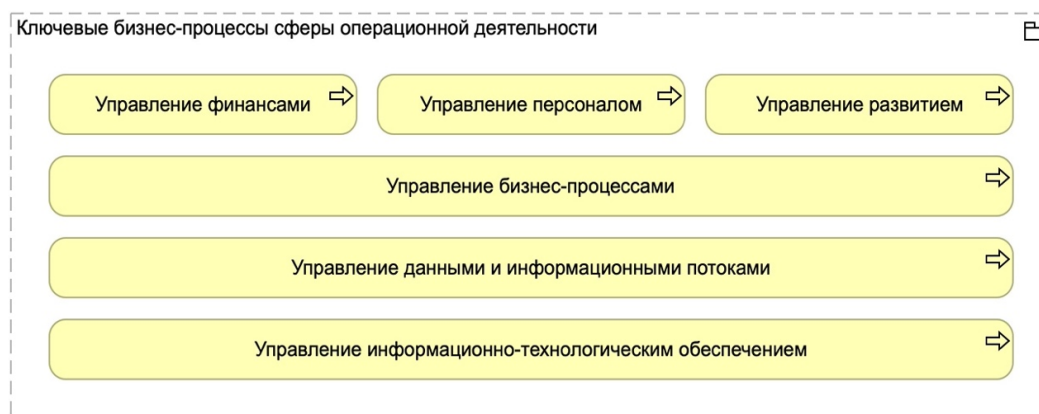 Ключевые бизнес-процессы сферы операционной деятельности
Управление финансами
Управление персоналом
Управление развитием
Управление бизнес-процессами
Управление данными и информационными потоками
Управление информационно-технологическим обеспечением